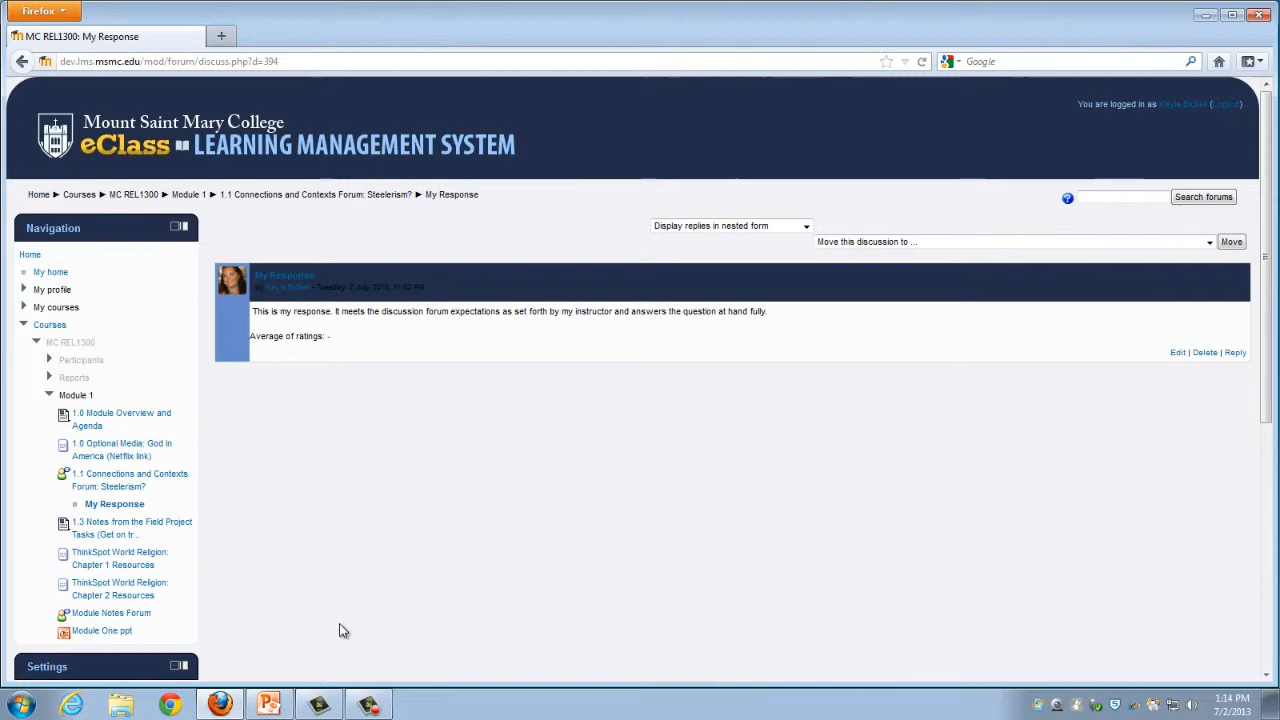 Firefox
MC REL1300: My Response
dev.lms.msmc.edu/mod/forum/discuss.php?d=394
Google
You are logged in as Kayla Bickel (Logout)
Mount Saint Mary College
eClass LEARNING MANAGEMENT SYSTEM
Home ► Courses ► MC REL1300 ► Module 1 ► 1.1 Connections and Contexts Forum: Steelerism? ► My Response
Search forums
Navigation
Display replies in nested form
Move this discussion to ...
Move
Home
My home
My profile
My courses
Courses
MC REL1300
Participants
Reports
Module 1
1.0 Module Overview and
Agenda
1.0 Optional Media: God in
America (Netflix link)
1.1 Connections and Contexts
Forum: Steelerism?
My Response
1.3 Notes from the Field Project
Tasks (Get on tr...
ThinkSpot World Religion:
Chapter 1 Resources
ThinkSpot World Religion:
Chapter 2 Resources
Module Notes Forum
Module One ppt
Settings
My Response
by Kayla Bickel - Tuesday, 2 July 2013, 11:03 AM
This is my response. It meets the discussion forum expectations as set forth by my instructor and answers the question at hand fully.
Average of ratings: -
Edit | Delete | Reply
1:14 PM
7/2/2013